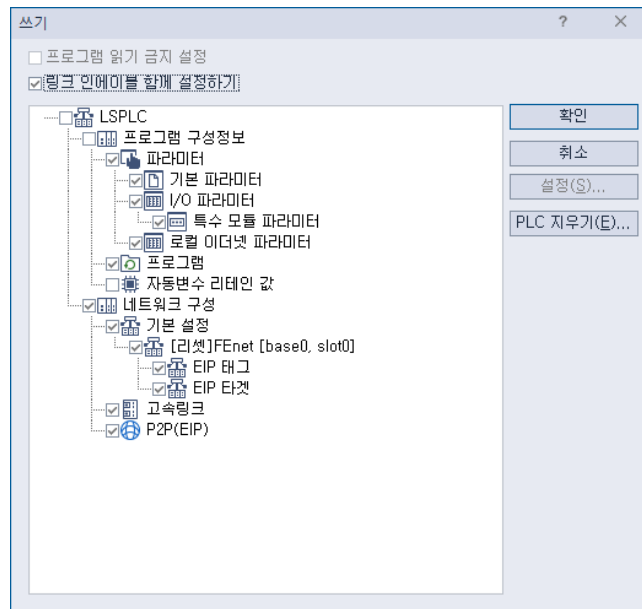 쓰기
프로그램 읽기 금지 설정
링크 인에이블 함께 설정하기
LSPLC
프로그램 구성정보
파라미터
기본 파라미터
I/O 파라미터
특수 모듈 파라미터
로컬 이더넷 파라미터
프로그램
자동변수 리테인 값
네트워크 구성
기본 설정
[리셋]FEnet [base0, slot0]
EIP 태그
EIP 타겟
고속링크
P2P(EIP)
확인
취소
설정(S)...
PLC 지우기(E)...